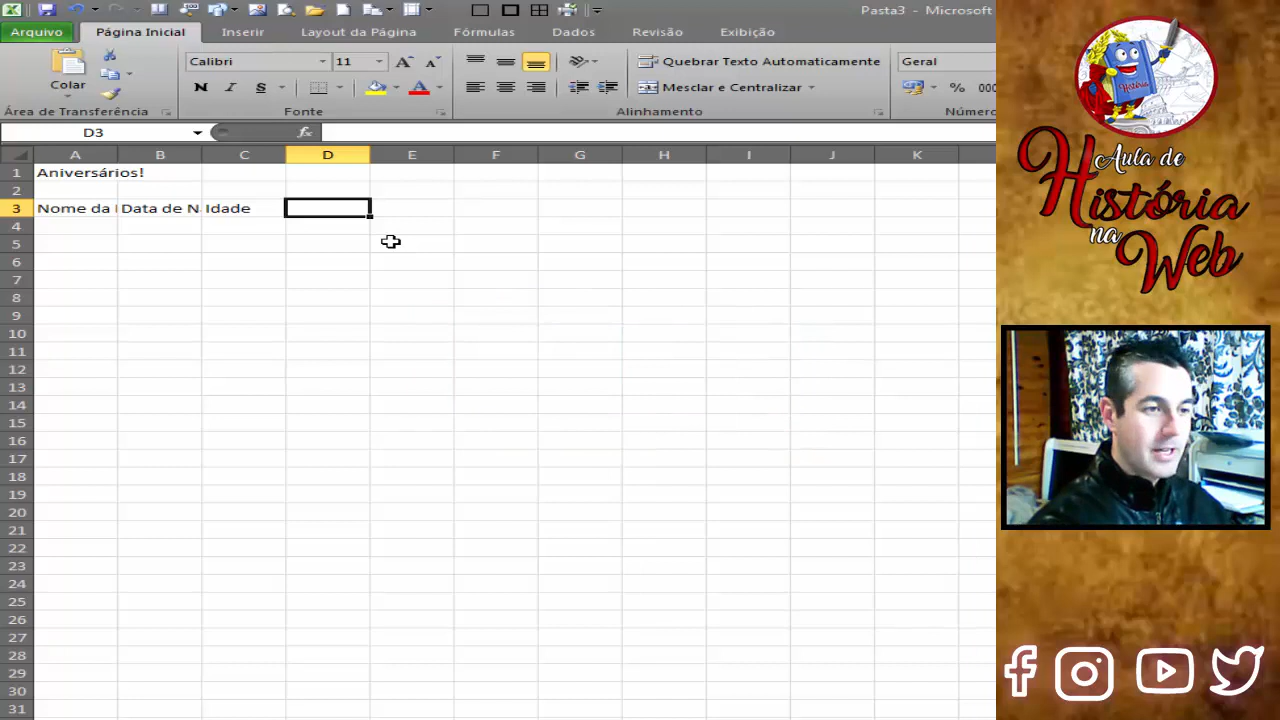 Pasta3 - Microsoft
Arquivo Página Inicial Inserir Layout da Página Fórmulas Dados Revisão Exibição
Colar
Calibri 11 A A
Quebrar Texto Automaticamente
Geral
N I S A
Mesclar e Centralizar
% 000
Área de Transferência Fonte Alinhamento Número
D3 fx
A B C D E F G H I J K
1 Aniversários!
2
3 Nome da Data de N Idade
4
5
6
7
8
9
10
11
12
13
14
15
16
17
18
19
20
21
22
23
24
25
26
27
28
29
30
31
História
Aula de
História
na
Web